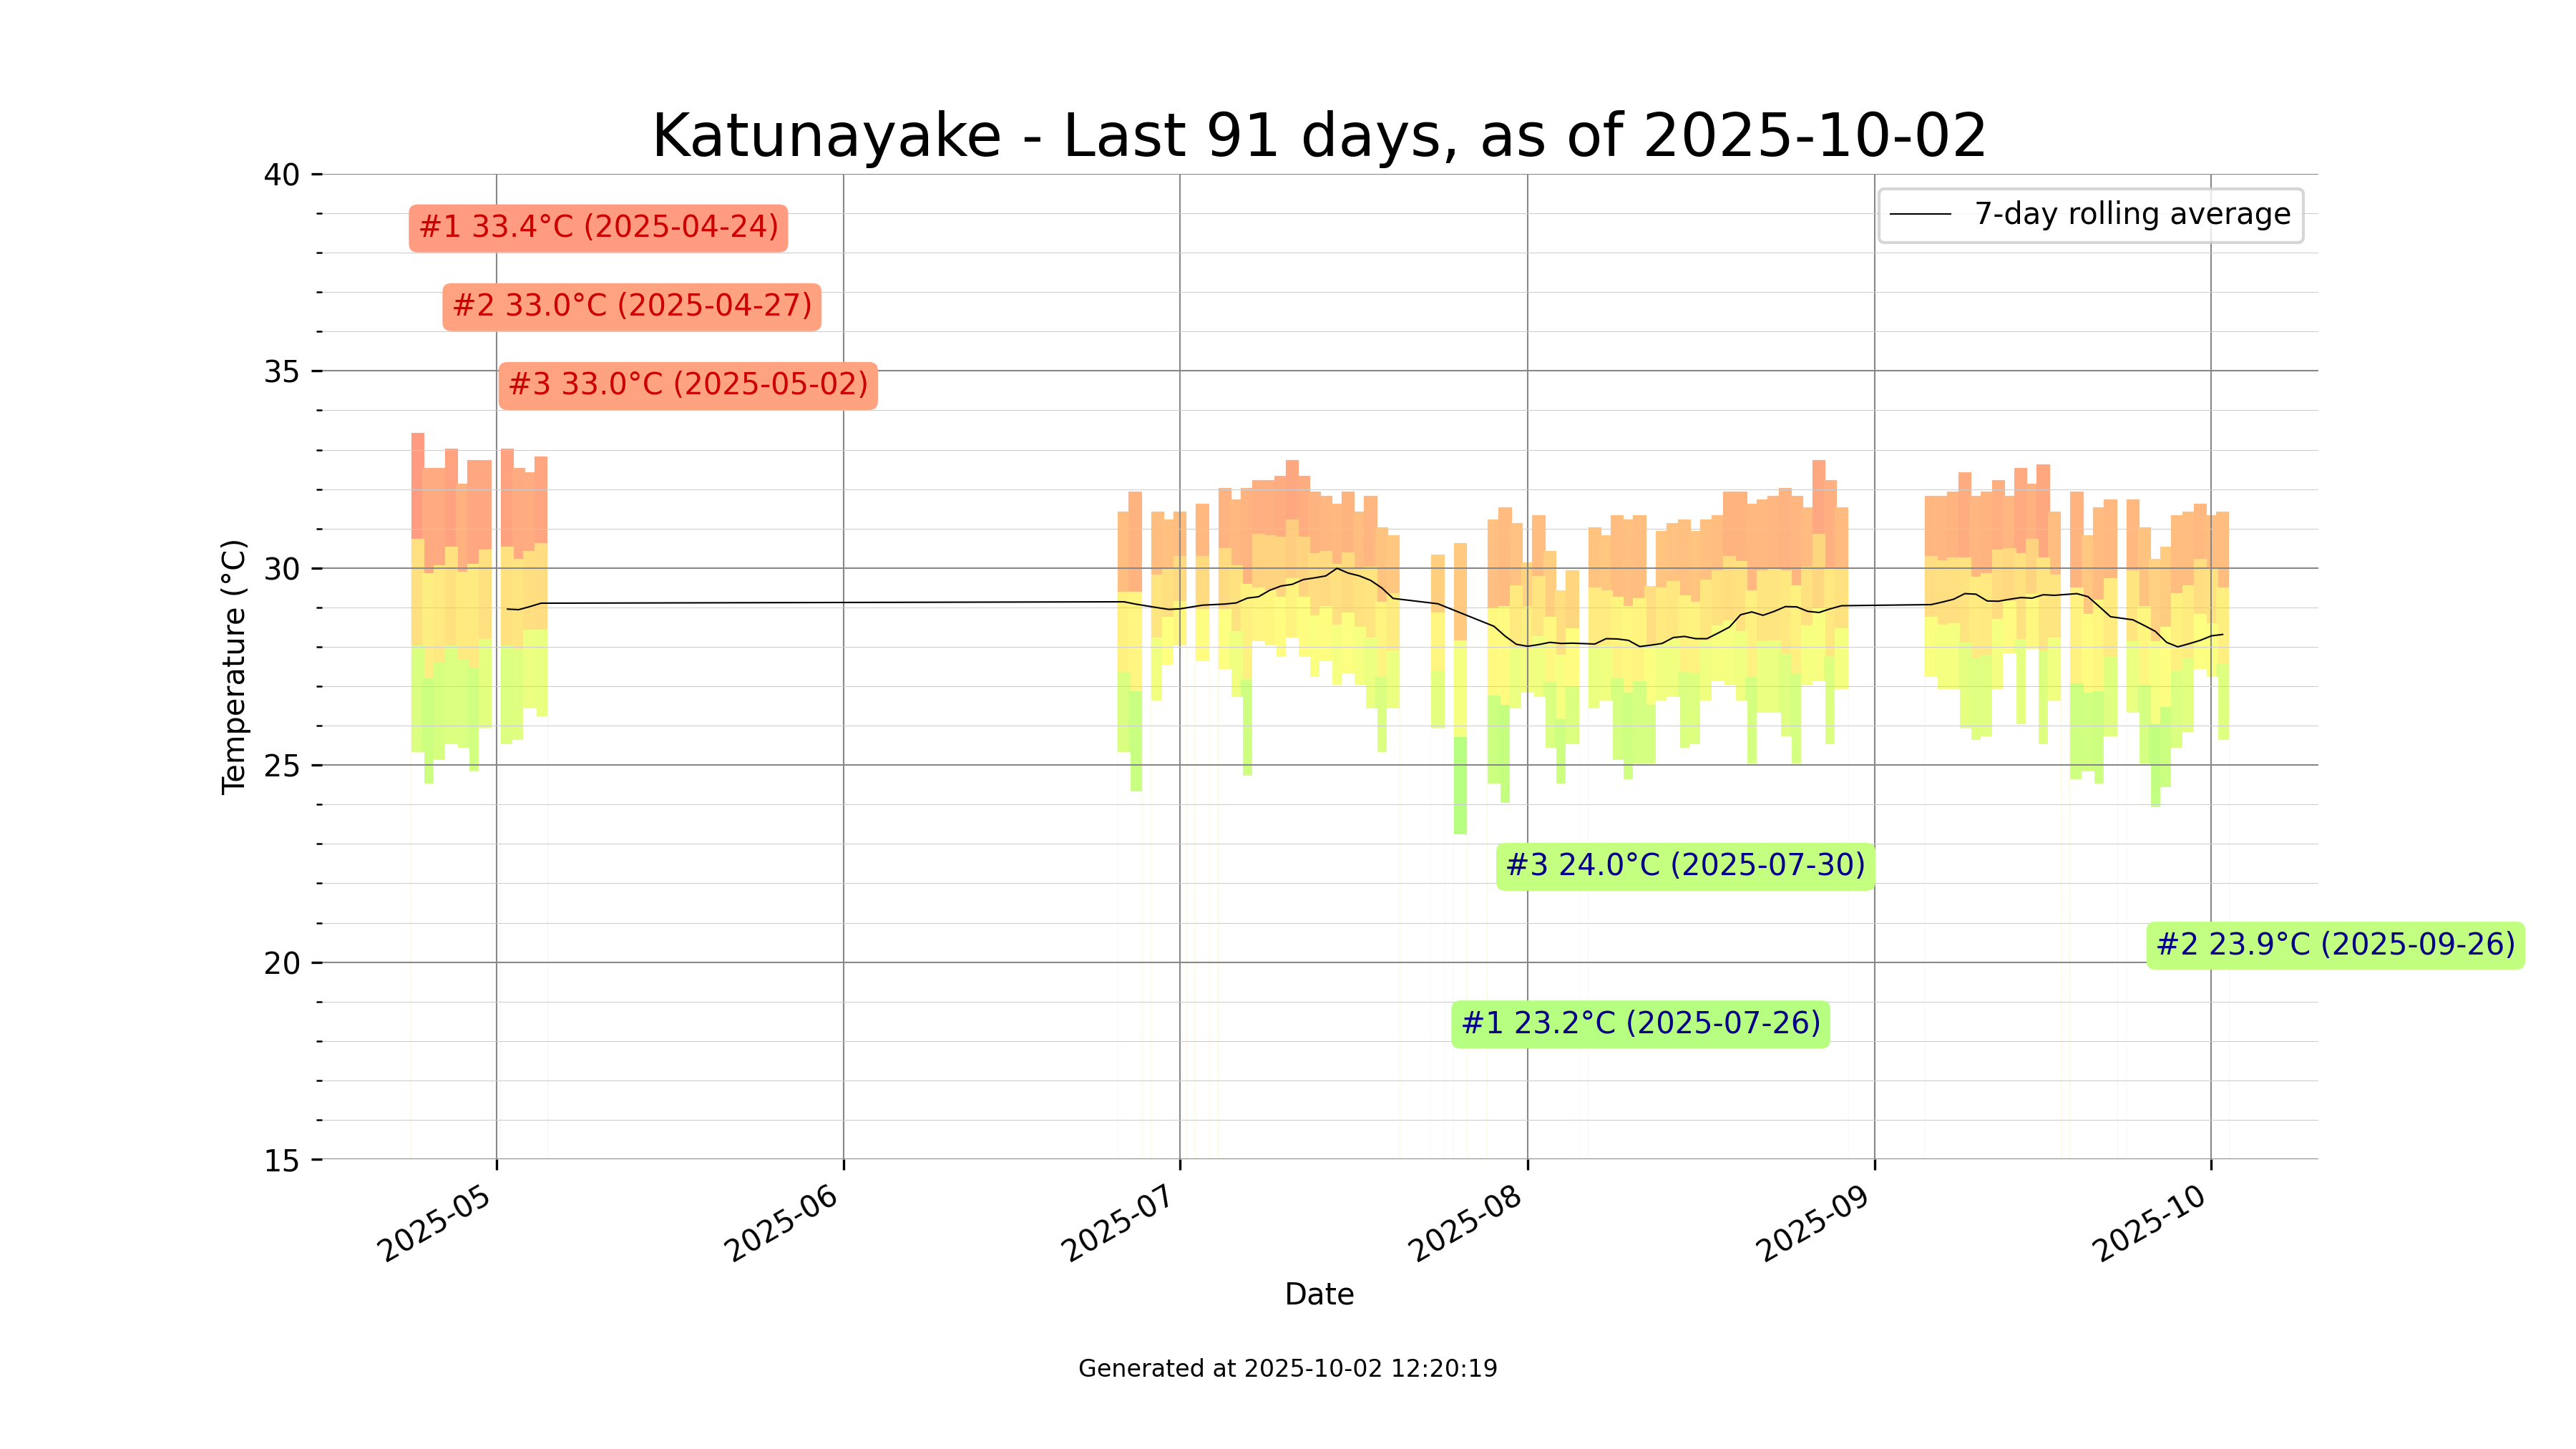 Katunayake - Last 91 days, as of 2025-10-02
7-day rolling average
#1 33.4°C (2025-04-24)
#2 33.0°C (2025-04-27)
#3 33.0°C (2025-05-02)
#3 24.0°C (2025-07-30)
#2 23.9°C (2025-09-26)
#1 23.2°C (2025-07-26)
Temperature (°C)
40
35
30
25
20
15
2025-05
2025-06
2025-07
2025-08
2025-09
2025-10
Date
Generated at 2025-10-02 12:20:19